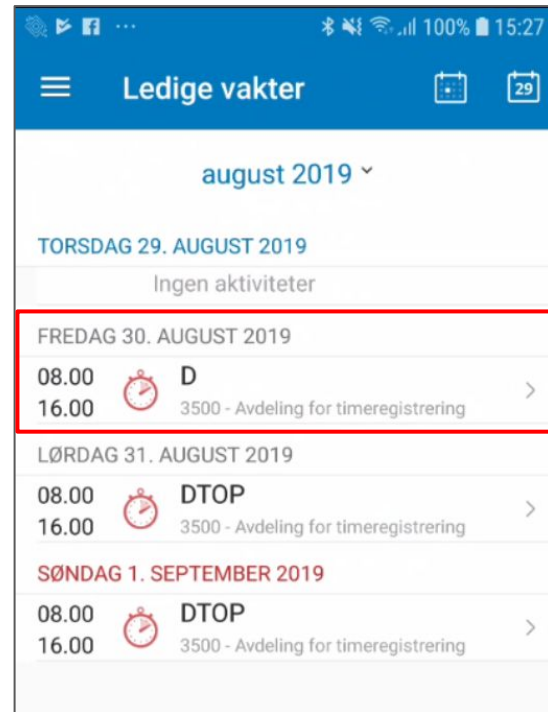 100% 15:27
Ledige vakter
29
august 2019
TORSDAG 29. AUGUST 2019
Ingen aktiviteter
FREDAG 30. AUGUST 2019
08.00 D
16.00 3500 - Avdeling for timeregistrering
LØRDAG 31. AUGUST 2019
08.00 DTOP
16.00 3500 - Avdeling for timeregistrering
SØNDAG 1. SEPTEMBER 2019
08.00 DTOP
16.00 3500 - Avdeling for timeregistrering